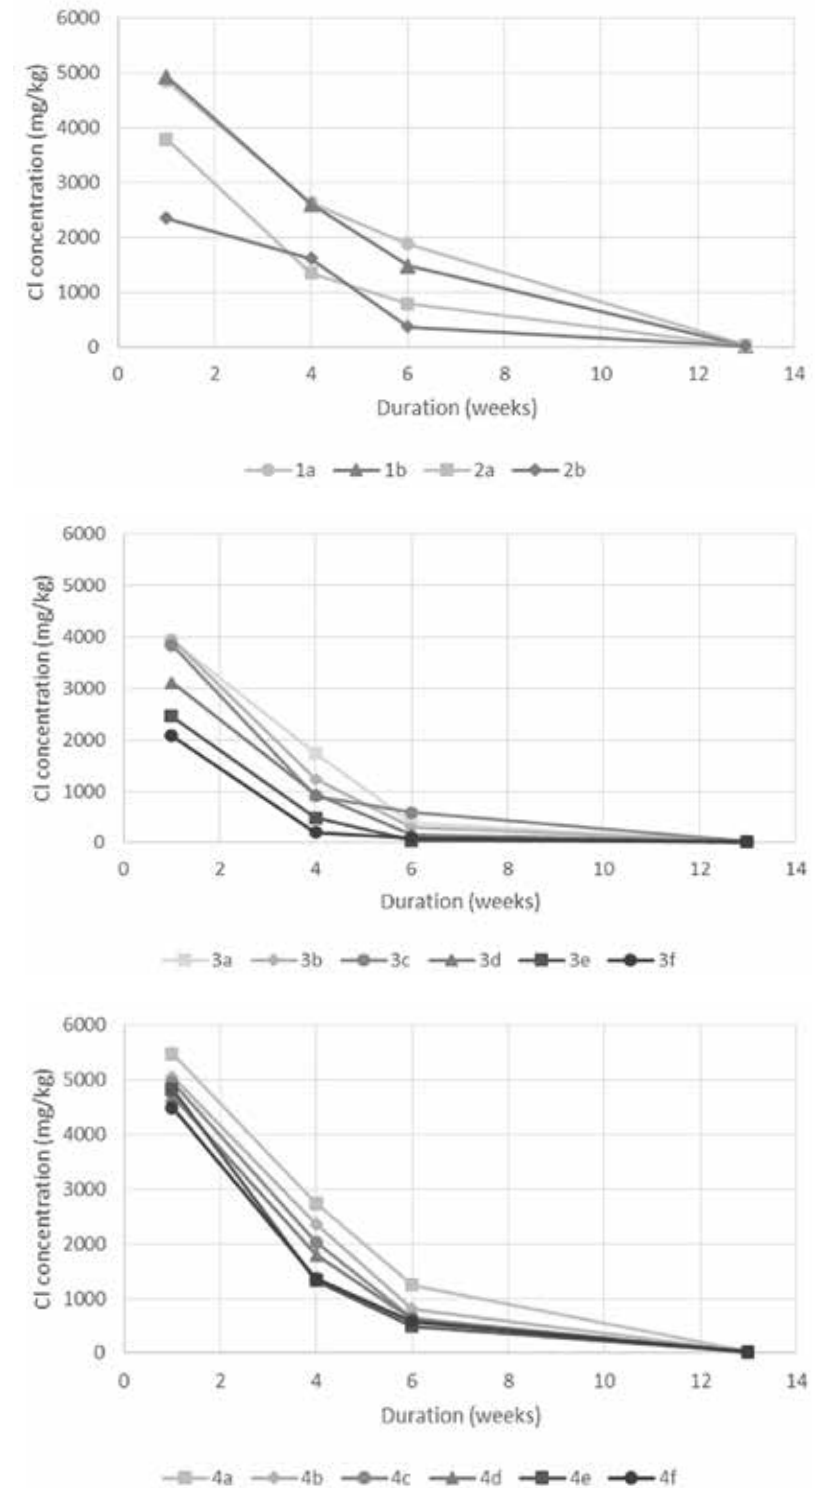 6000
5000
4000
3000
2000
1000
0
Cl concentration (mg/kg)
0 2 4 6 8 10 12 14
Duration (weeks)
1a 1b 2a 2b
6000
5000
4000
3000
2000
1000
0
Cl concentration (mg/kg)
0 2 4 6 8 10 12 14
Duration (weeks)
3a 3b 3c 3d 3e 3f
6000
5000
4000
3000
2000
1000
0
Cl concentration (mg/kg)
0 2 4 6 8 10 12 14
Duration (weeks)
4a 4b 4c 4d 4e 4f